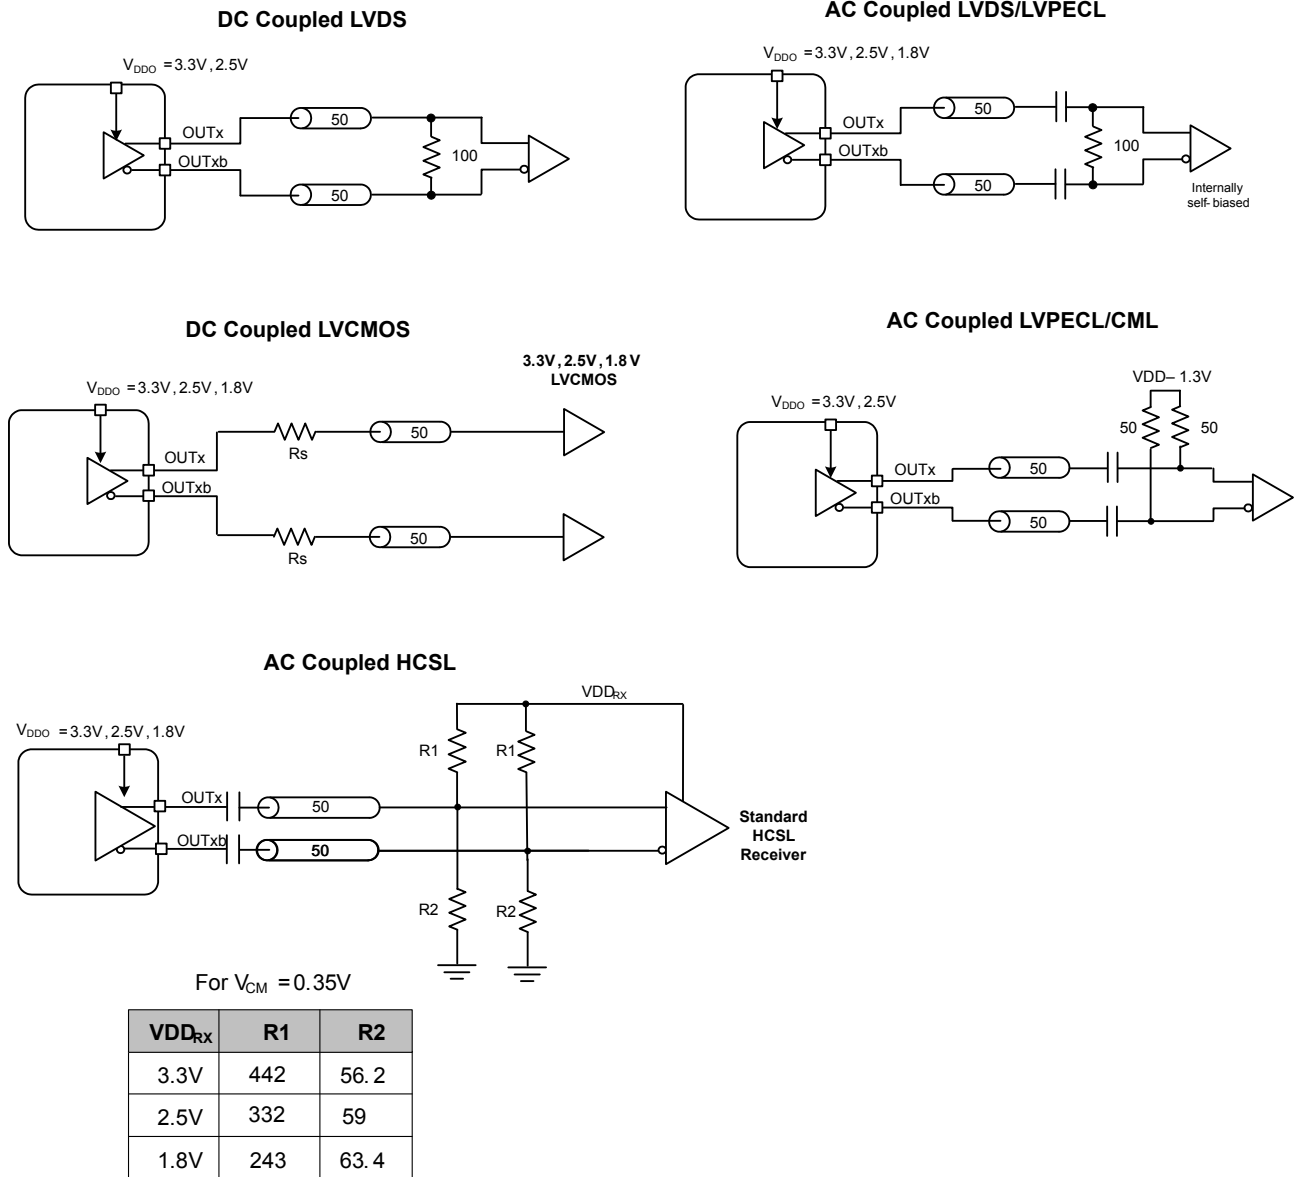 DC Coupled LVDS
VDDO =3.3V, 2.5V
OUTx
OUTxb
50
50
100
AC Coupled LVDS/LVPECL
VDDO =3.3V, 2.5V, 1.8V
OUTx
OUTxb
50
50
100
Internally
self- biased
DC Coupled LVCMOS
VDDO =3.3V, 2.5V, 1.8V
3.3V, 2.5V, 1.8 V
LVCMOS
OUTx
OUTxb
Rs
50
Rs
50
AC Coupled LVPECL/CML
VDDO =3.3V, 2.5V
VDD– 1.3V
50
50
OUTx
OUTxb
50
50
AC Coupled HCSL
VDDO =3.3V, 2.5V, 1.8V
VDDRX
R1
R1
OUTx
50
OUTxb
50
R2
R2
Standard
HCSL
Receiver
For VCM =0.35V
VDDRX R1 R2
3.3V 442 56.2
2.5V 332 59
1.8V 243 63.4